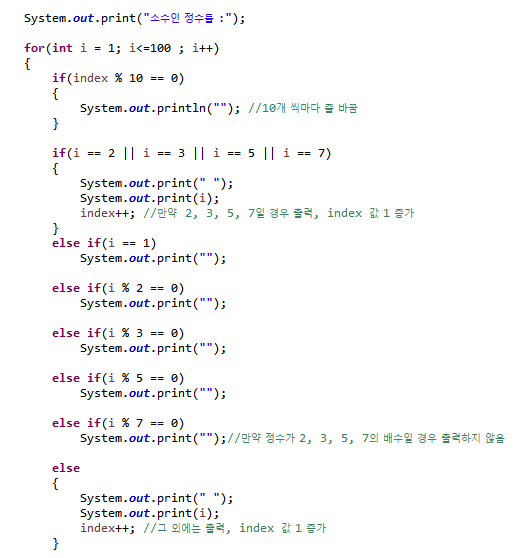 System.out.print("소수인 정수들 :");
for(int i = 1; i<=100 ; i++)
{
if(index % 10 == 0)
{
System.out.println(""); //10개 씩마다 줄 바꿈
}
if(i == 2 || i == 3 || i == 5 || i == 7)
{
System.out.print(" ");
System.out.print(i);
index++; //만약 2, 3, 5, 7일 경우 출력, index 값 1 증가
}
else if(i == 1)
System.out.print("");
else if(i % 2 == 0)
System.out.print("");
else if(i % 3 == 0)
System.out.print("");
else if(i % 5 == 0)
System.out.print("");
else if(i % 7 == 0)
System.out.print("");//만약 정수가 2, 3, 5, 7의 배수일 경우 출력하지 않음
else
{
System.out.print(" ");
System.out.print(i);
index++; //그 외에는 출력, index 값 1 증가
}